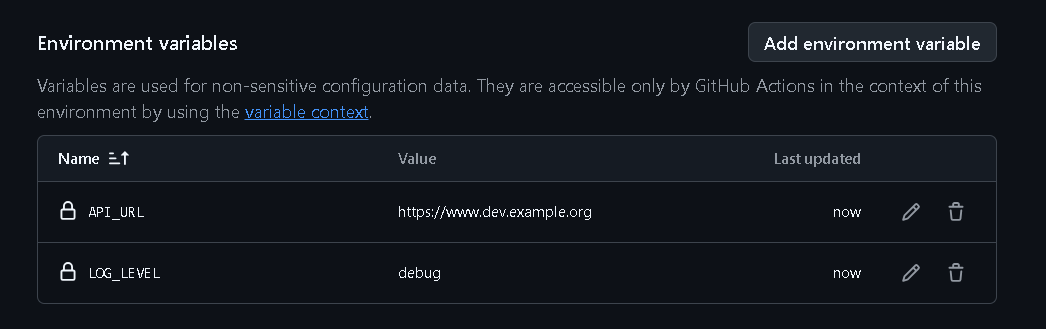 Environment variables
Add environment variable
Variables are used for non-sensitive configuration data. They are accessible only by GitHub Actions in the context of this
environment by using the variable context.
Name Value Last updated
API_URL https://www.dev.example.org now
LOG_LEVEL debug now